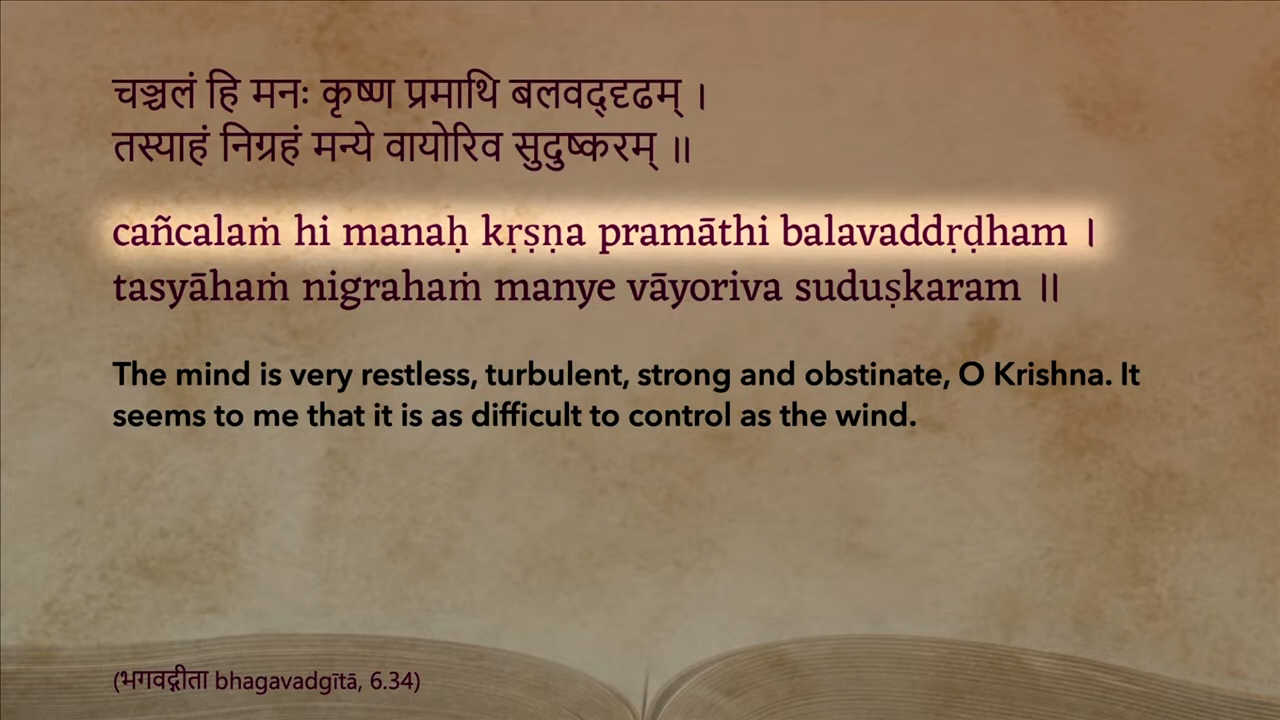 चञ्चलं हि मनः कृष्ण प्रमाथि बलवद्दृढम् ।
तस्याहं निग्रहं मन्ये वायोरिव सुदुष्करम् ॥
cañcalaṁ hi manaḥ kṛṣṇa pramāthi balavaddṛḍham ।
tasyāhaṁ nigrahaṁ manye vāyoriva suduṣkaram ॥
The mind is very restless, turbulent, strong and obstinate, O Krishna. It
seems to me that it is as difficult to control as the wind.
(भगवद्गीता bhagavadgītā, 6.34)